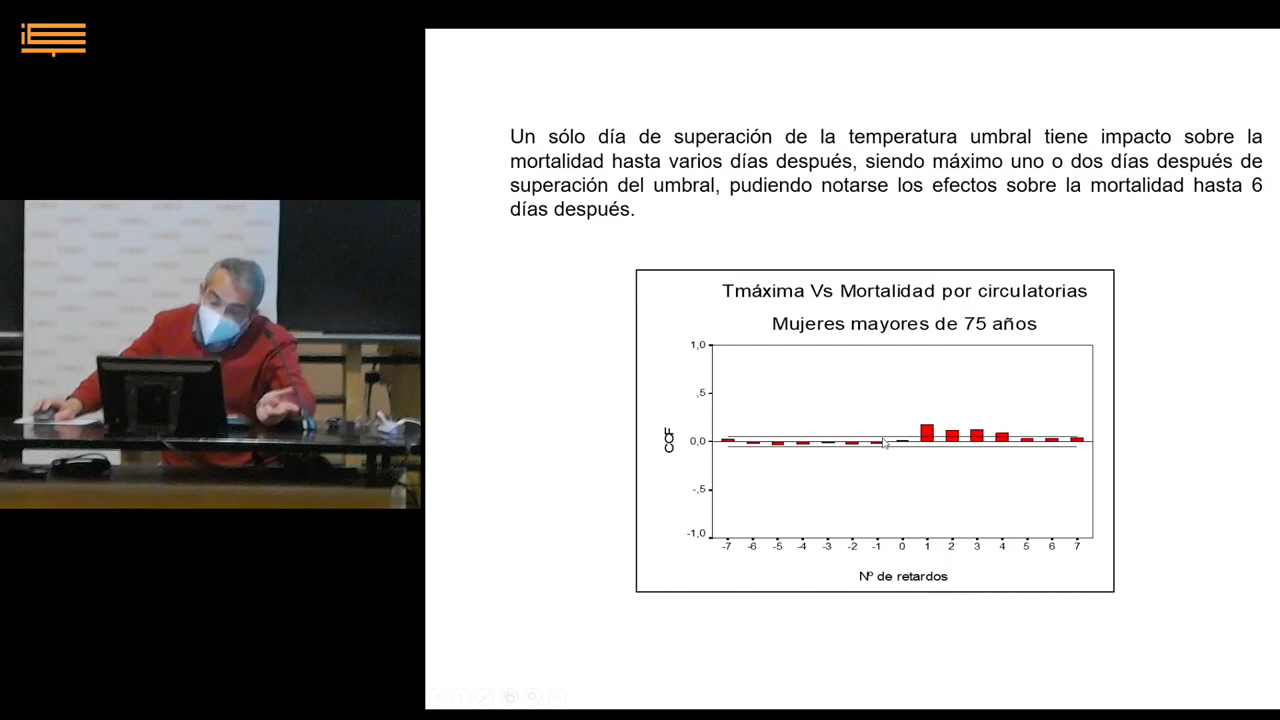 Un sólo día de superación de la temperatura umbral tiene impacto sobre la
mortalidad hasta varios días después, siendo máximo uno o dos días después de
superación del umbral, pudiendo notarse los efectos sobre la mortalidad hasta 6
días después.
Tmáxima Vs Mortalidad por circulatorias
Mujeres mayores de 75 años
1,0
,5
0,0
-,5
-1,0
CCF
-7 -6 -5 -4 -3 -2 -1 0 1 2 3 4 5 6 7
Nº de retardos